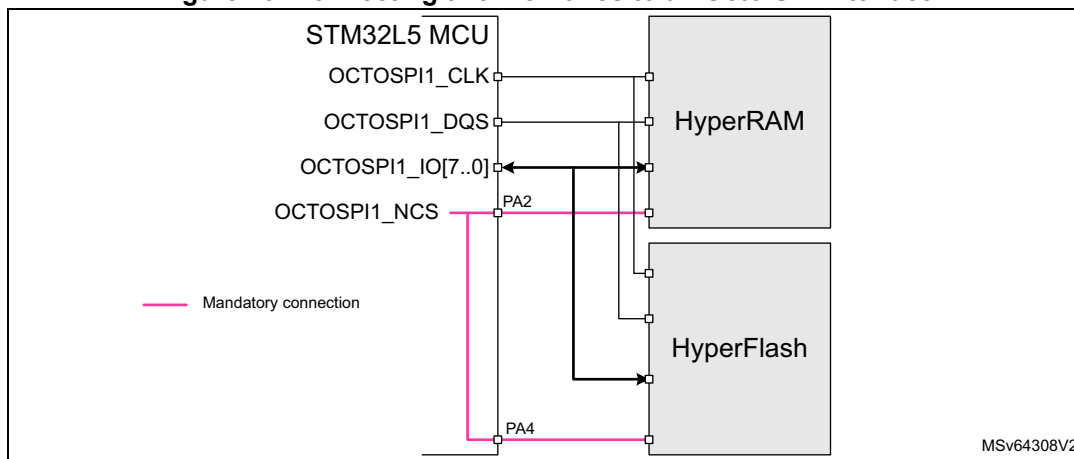 STM32L5 MCU
OCTOSPI1_CLK
OCTOSPI1_DQS
HyperRAM
OCTOSPI1_IO[7..0]
OCTOSPI1_NCS
PA2
Mandatory connection
HyperFlash
PA4
MSv64308V2